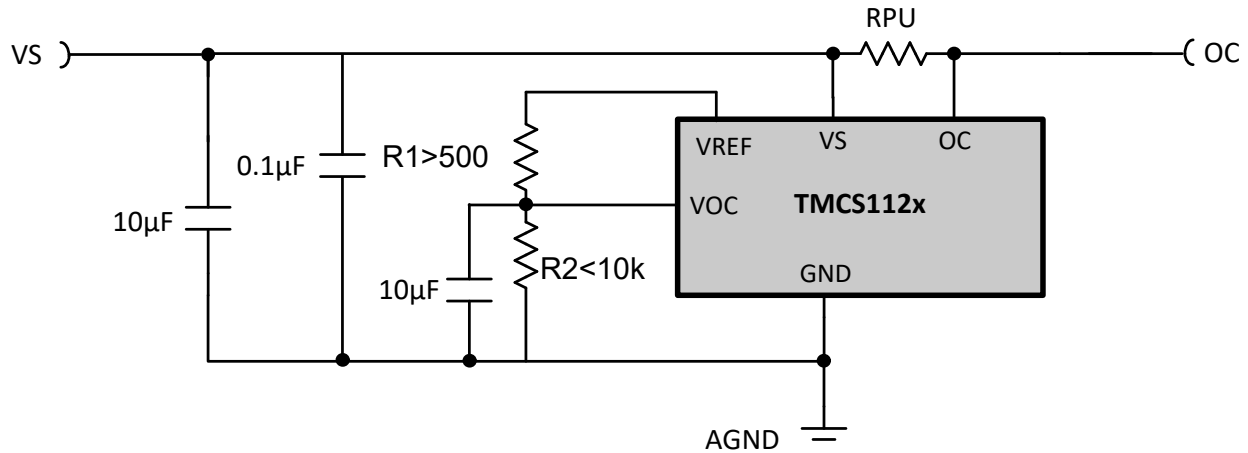 RPU
VS
OC
VREF
VS
OC
0.1µF
R1>500
10µF
VOC
TMCS112x
10µF
R2<10k
GND
AGND